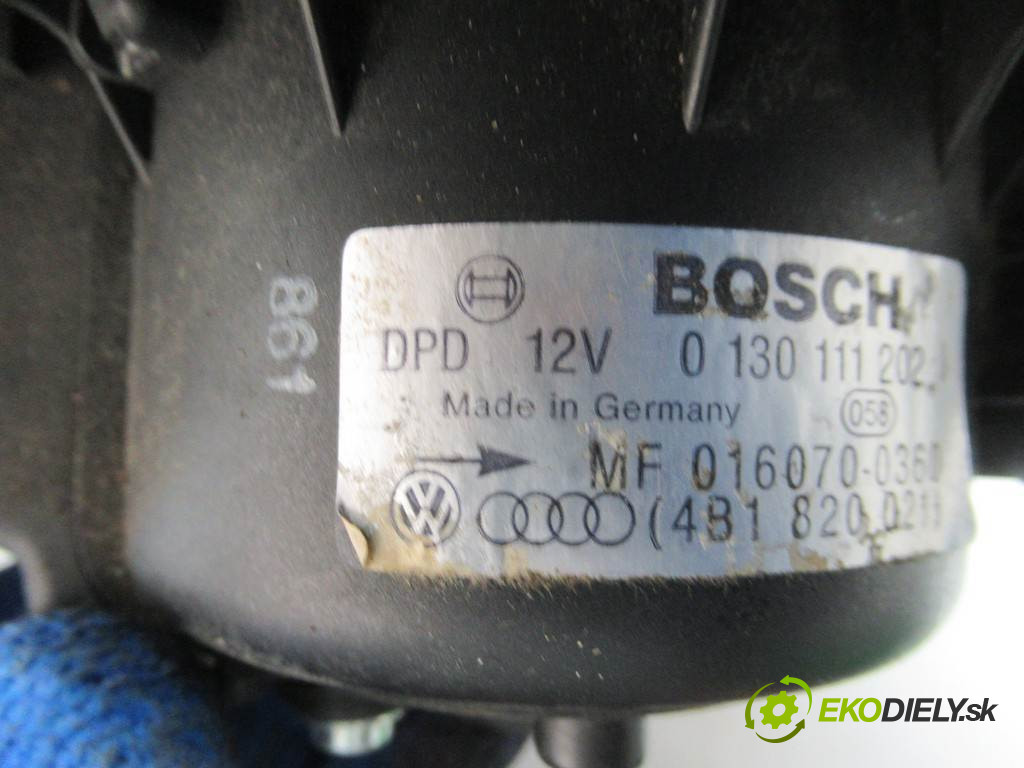 BOSCH
DPD 12V 0 130 111 202
Made in Germany 058
MF 016070-036
(4B1 820 021)
861
EKODIELY.sk